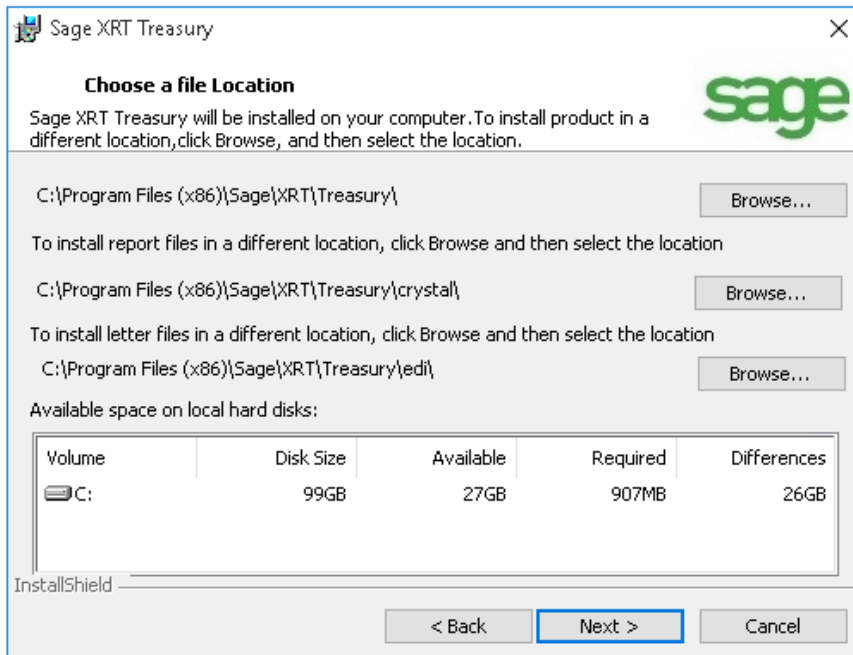 Sage XRT Treasury
Choose a file Location
sage
Sage XRT Treasury will be installed on your computer.To install product in a
different location,click Browse, and then select the location.
C:\Program Files (x86)\Sage\XRT\Treasury\
Browse...
To install report files in a different location, click Browse and then select the location
C:\Program Files (x86)\Sage\XRT\Treasury\crystal\
Browse...
To install letter files in a different location, click Browse and then select the location
C:\Program Files (x86)\Sage\XRT\Treasury\edi\
Browse...
Available space on local hard disks:
Volume Disk Size Available Required Differences
C: 99GB 27GB 907MB 26GB
InstallShield
< Back Next > Cancel